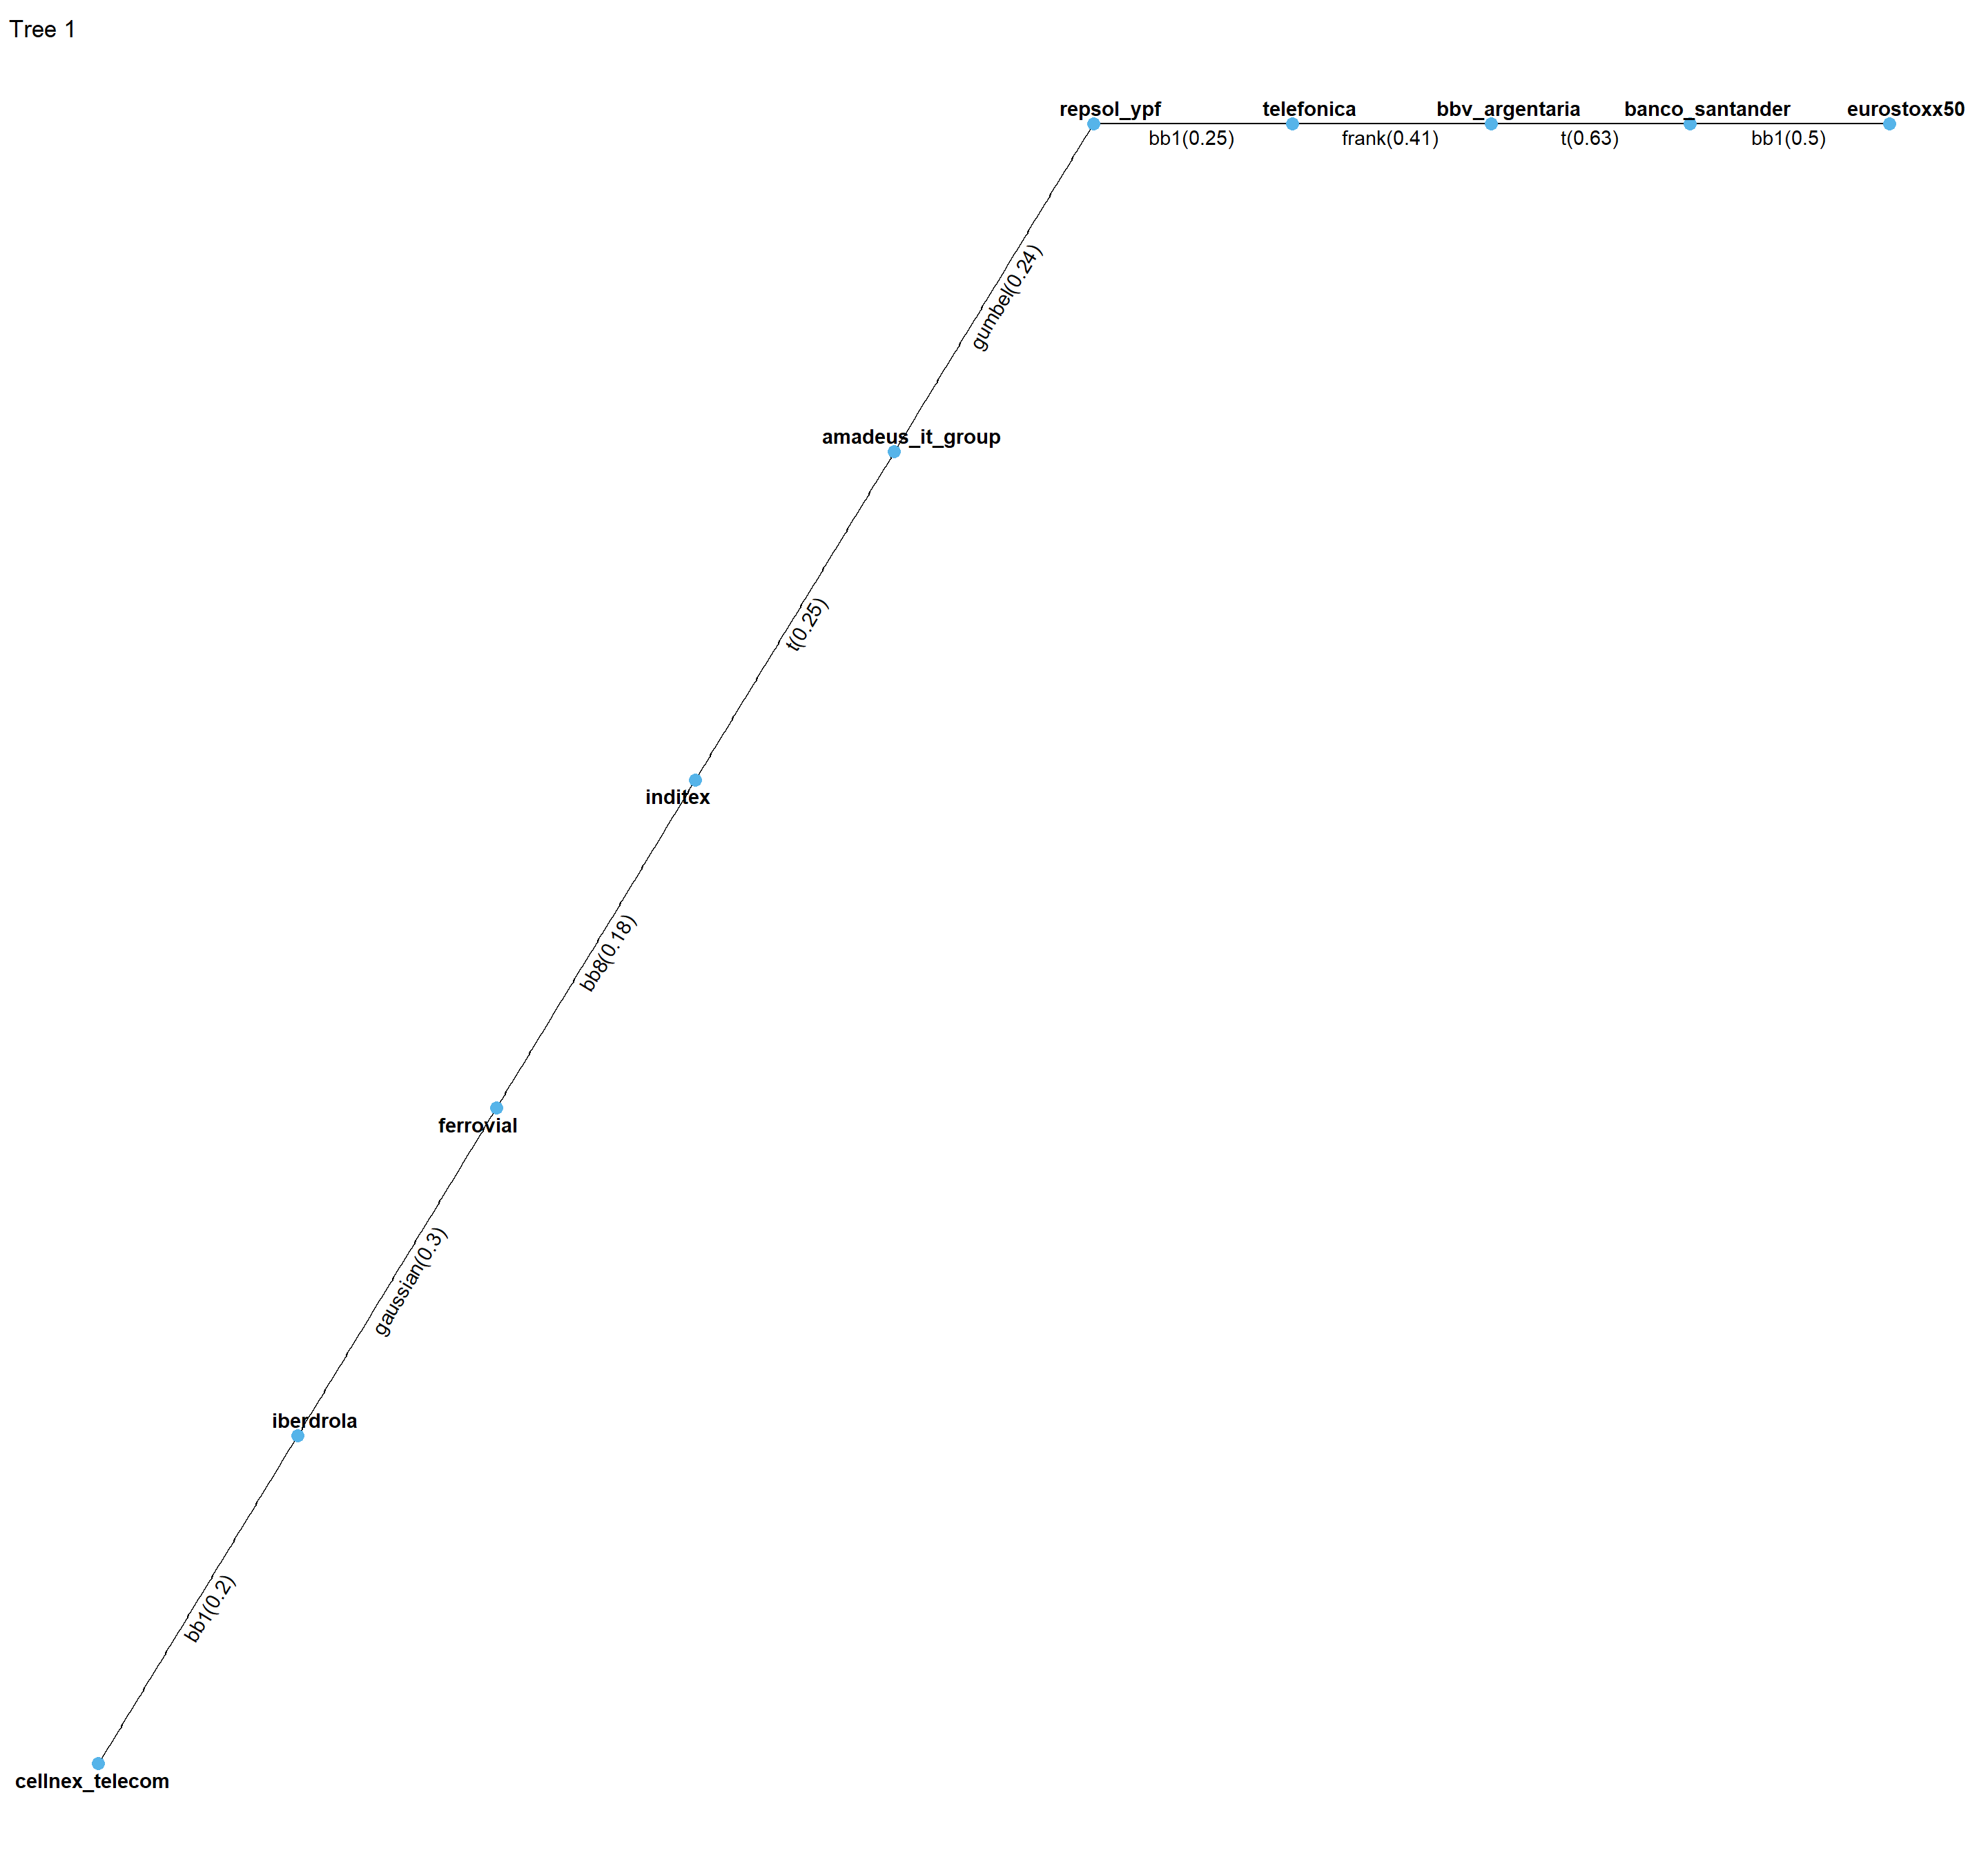 Tree 1
repsol_ypf
telefonica
bbv_argentaria
banco_santander
eurostoxx50
bb1(0.25)
frank(0.41)
t(0.63)
bb1(0.5)
gumbel(0.24)
amadeus_it_group
t(0.25)
inditex
bb8(0.18)
ferrovial
gaussian(0.3)
iberdrola
bb1(0.2)
cellnex_telecom